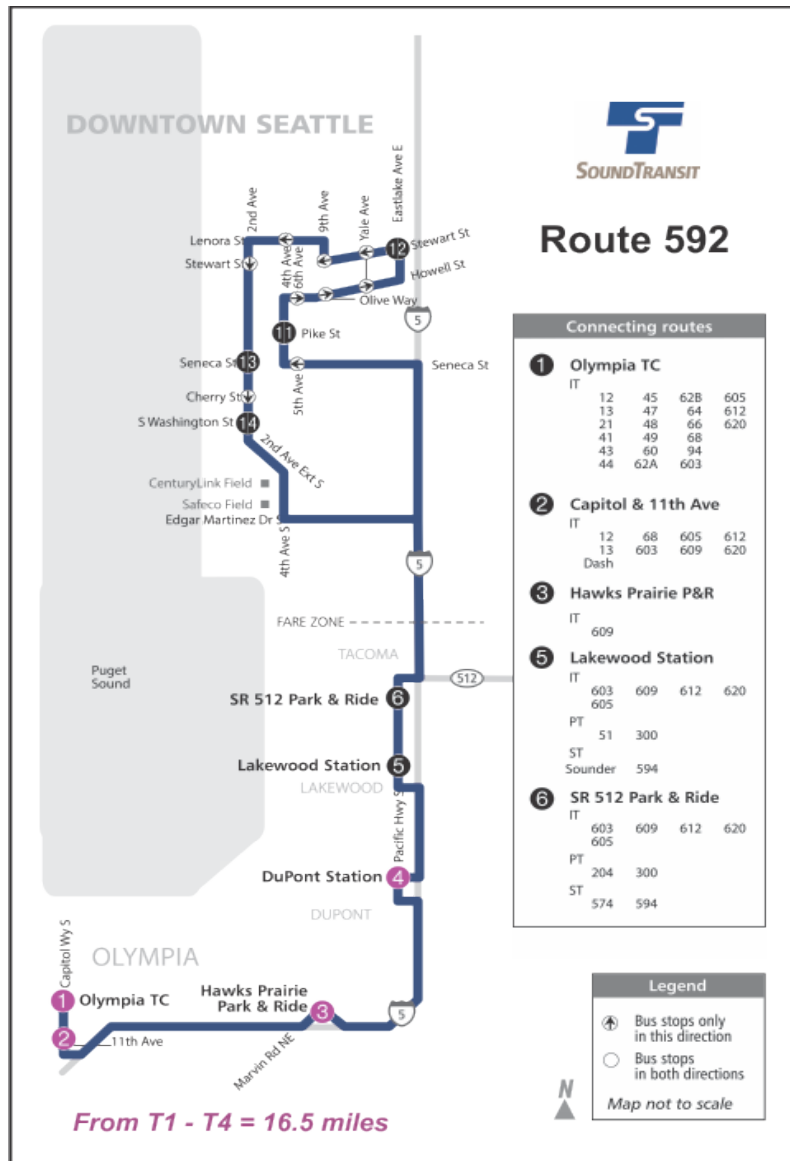 DOWNTOWN SEATTLE
SOUNDTRANSIT
Route 592
2nd Ave
9th Ave
Yale Ave
Eastlake Ave E
Lenora St
Stewart St
4th Ave
6th Ave
12
Stewart St
Howell St
Olive Way
5
11
Pike St
Seneca St
13
5th Ave
Seneca St
Cherry St
S Washington St
14
2nd Ave Ext S
CenturyLink Field
Safeco Field
Edgar Martinez Dr S
4th Ave S
5
FARE ZONE
TACOMA
512
Puget
Sound
SR 512 Park & Ride
6
Lakewood Station
5
LAKEWOOD
Pacific Hwy S
DuPont Station
4
DUPONT
Capitol Wy S
OLYMPIA
1
Olympia TC
Hawks Prairie
Park & Ride
3
5
2
11th Ave
Marvin Rd NE
From T1 - T4 = 16.5 miles
Connecting routes
1 Olympia TC
IT
12 45 62B 605
13 47 64 612
21 48 66 620
41 49 68
43 60 94
44 62A 603
2 Capitol & 11th Ave
IT
12 68 605 612
13 603 609 620
Dash
3 Hawks Prairie P&R
IT
609
5 Lakewood Station
IT
603 609 612 620
605
PT
51 300
ST
Sounder 594
6 SR 512 Park & Ride
IT
603 609 612 620
605
PT
204 300
ST
574 594
Legend
Bus stops only
in this direction
Bus stops
in both directions
Map not to scale
N